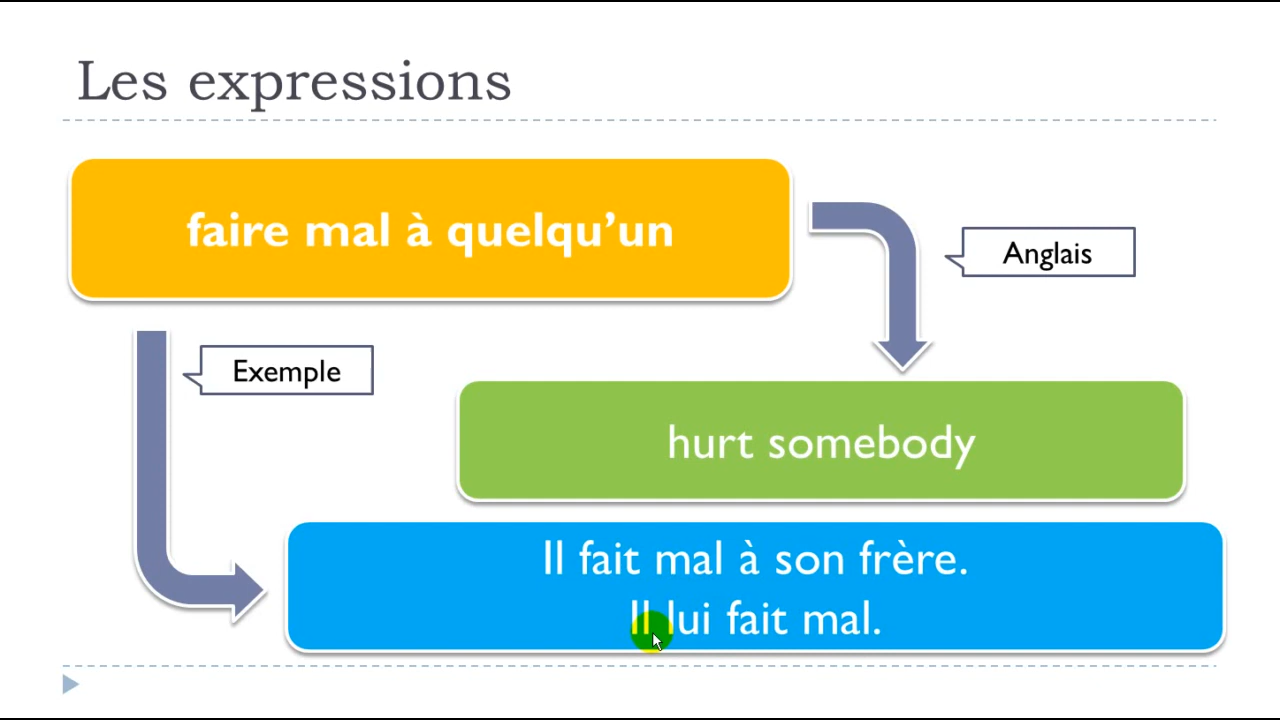 Les expressions
faire mal à quelqu’un
Anglais
Exemple
hurt somebody
Il fait mal à son frère.
Il lui fait mal.